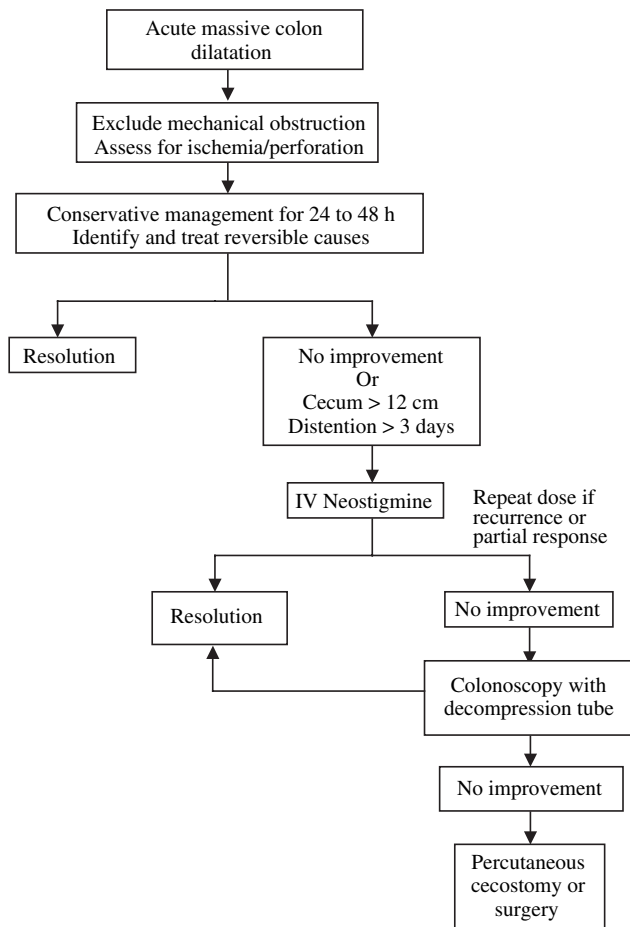 Acute massive colon
dilatation
Exclude mechanical obstruction
Assess for ischemia/perforation
Conservative management for 24 to 48 h
Identify and treat reversible causes
Resolution
No improvement
Or
Cecum > 12 cm
Distention > 3 days
IV Neostigmine
Repeat dose if
recurrence or
partial response
Resolution
No improvement
Colonoscopy with
decompression tube
No improvement
Percutaneous
cecostomy or
surgery